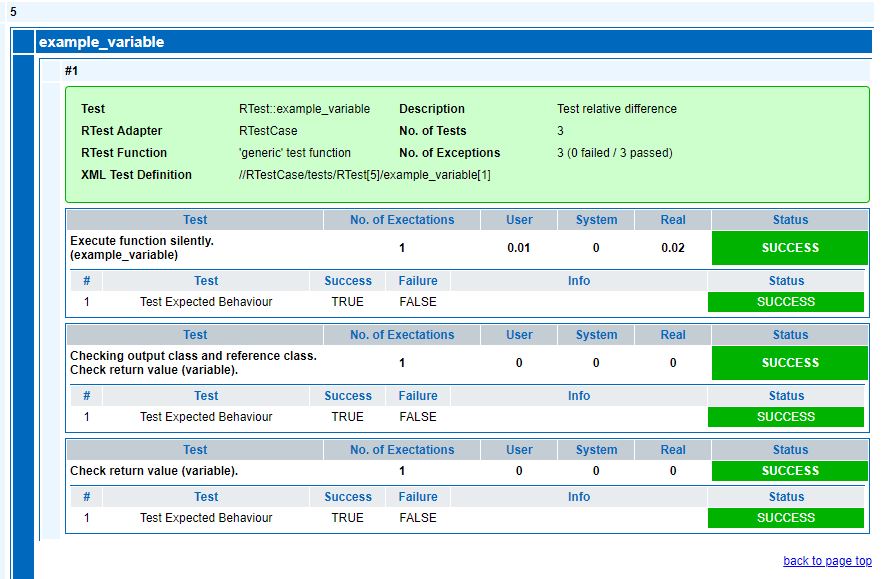 5
example_variable
#1
Test RTest::example_variable Description Test relative difference
RTest Adapter RTestCase No. of Tests 3
RTest Function 'generic' test function No. of Exceptions 3 (0 failed / 3 passed)
XML Test Definition //RTestCase/tests/RTest[5]/example_variable[1]
Test No. of Exectations User System Real Status
Execute function silently.
(example_variable) 1 0.01 0 0.02 SUCCESS
# Test Success Failure Info Status
1 Test Expected Behaviour TRUE FALSE SUCCESS
Test No. of Exectations User System Real Status
Checking output class and reference class.
Check return value (variable). 1 0 0 0 SUCCESS
# Test Success Failure Info Status
1 Test Expected Behaviour TRUE FALSE SUCCESS
Test No. of Exectations User System Real Status
Check return value (variable). 1 0 0 0 SUCCESS
# Test Success Failure Info Status
1 Test Expected Behaviour TRUE FALSE SUCCESS
back to page top